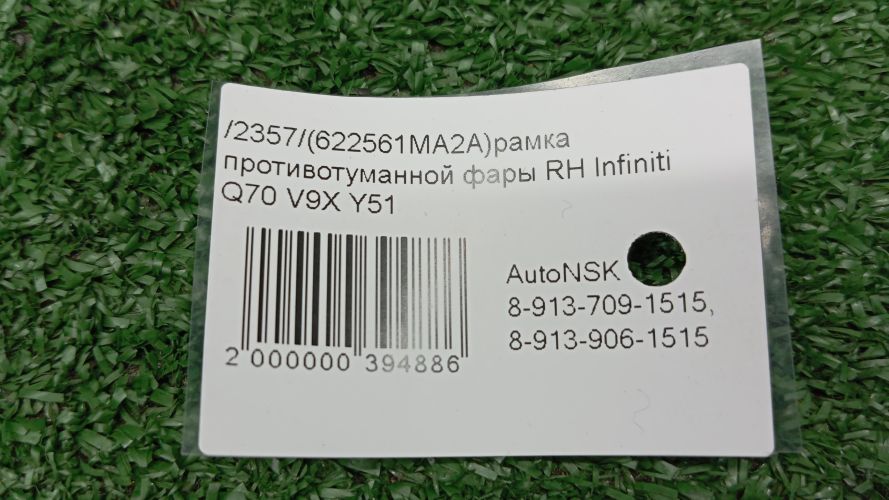 /2357/(622561MA2A)рамка
противотуманной фары RH Infiniti
Q70 V9X Y51
AutoNSK
8-913-709-1515,
8-913-906-1515
2 000000 394886